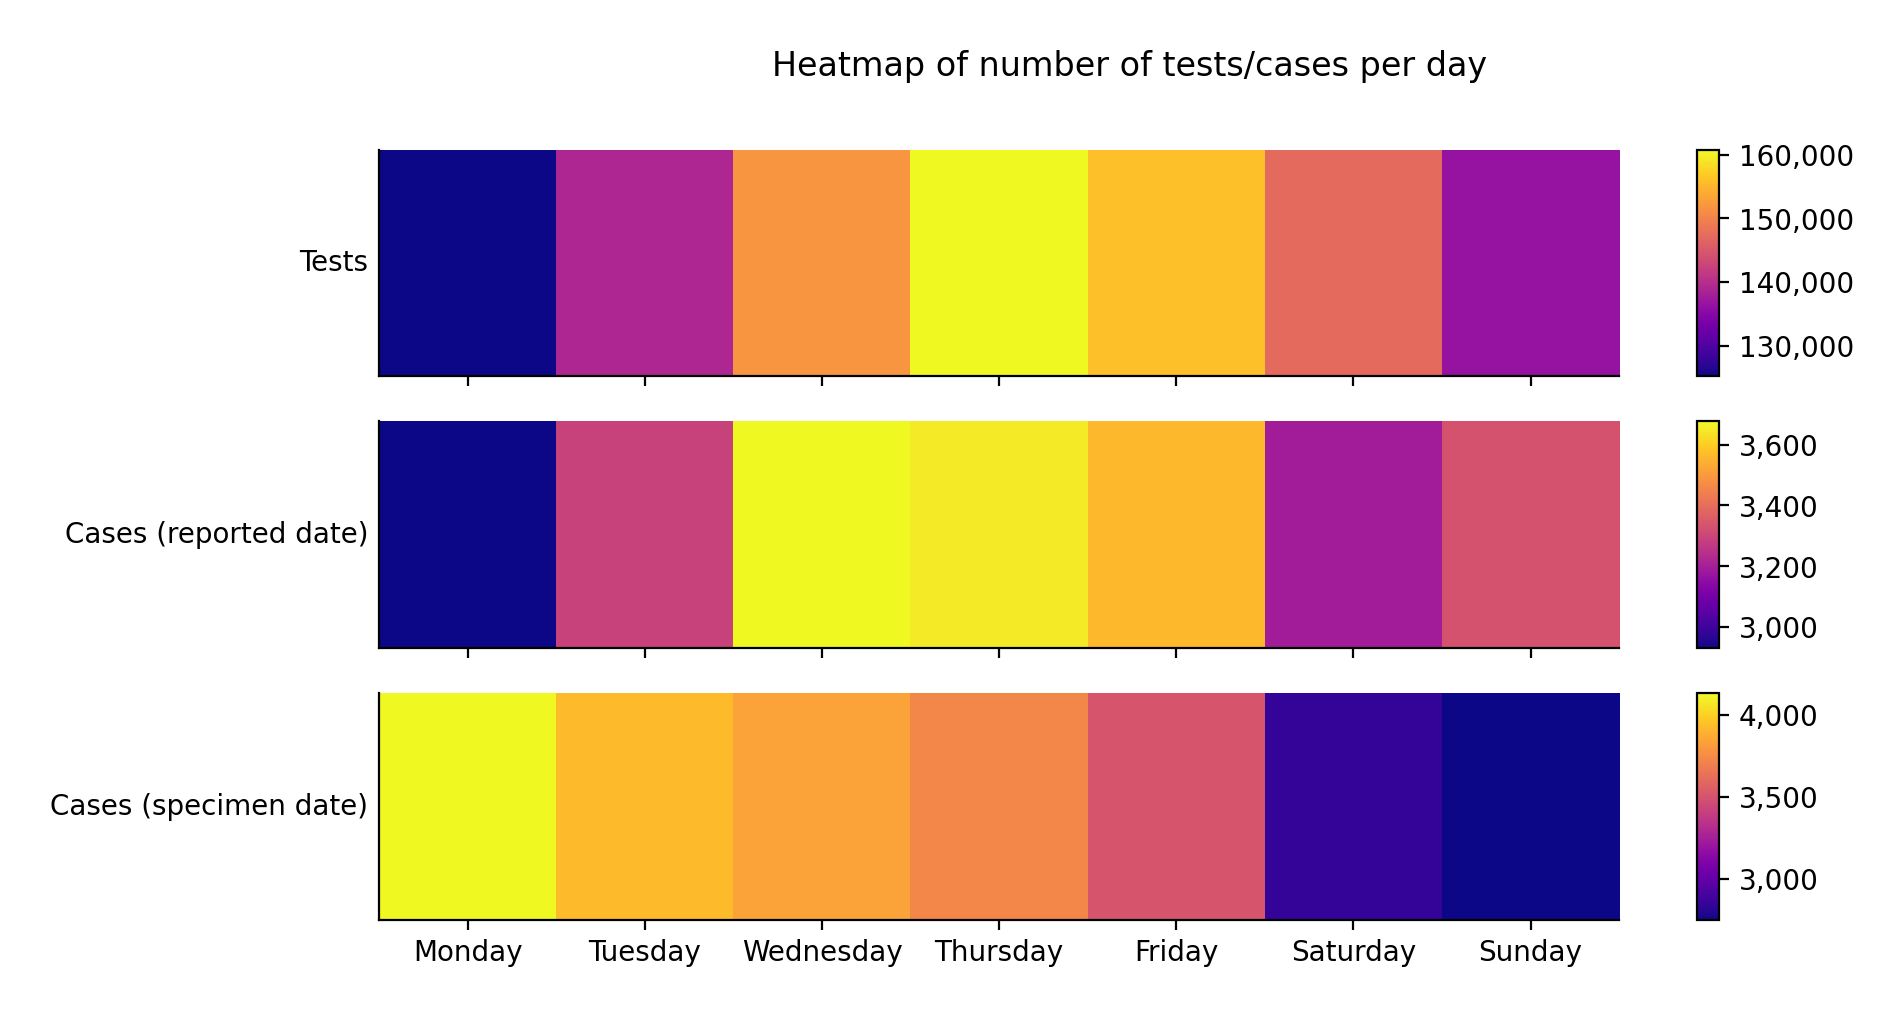 Heatmap of number of tests/cases per day
Tests
160,000
150,000
140,000
130,000
Cases (reported date)
3,600
3,400
3,200
3,000
Cases (specimen date)
4,000
3,500
3,000
Monday Tuesday Wednesday Thursday Friday Saturday Sunday